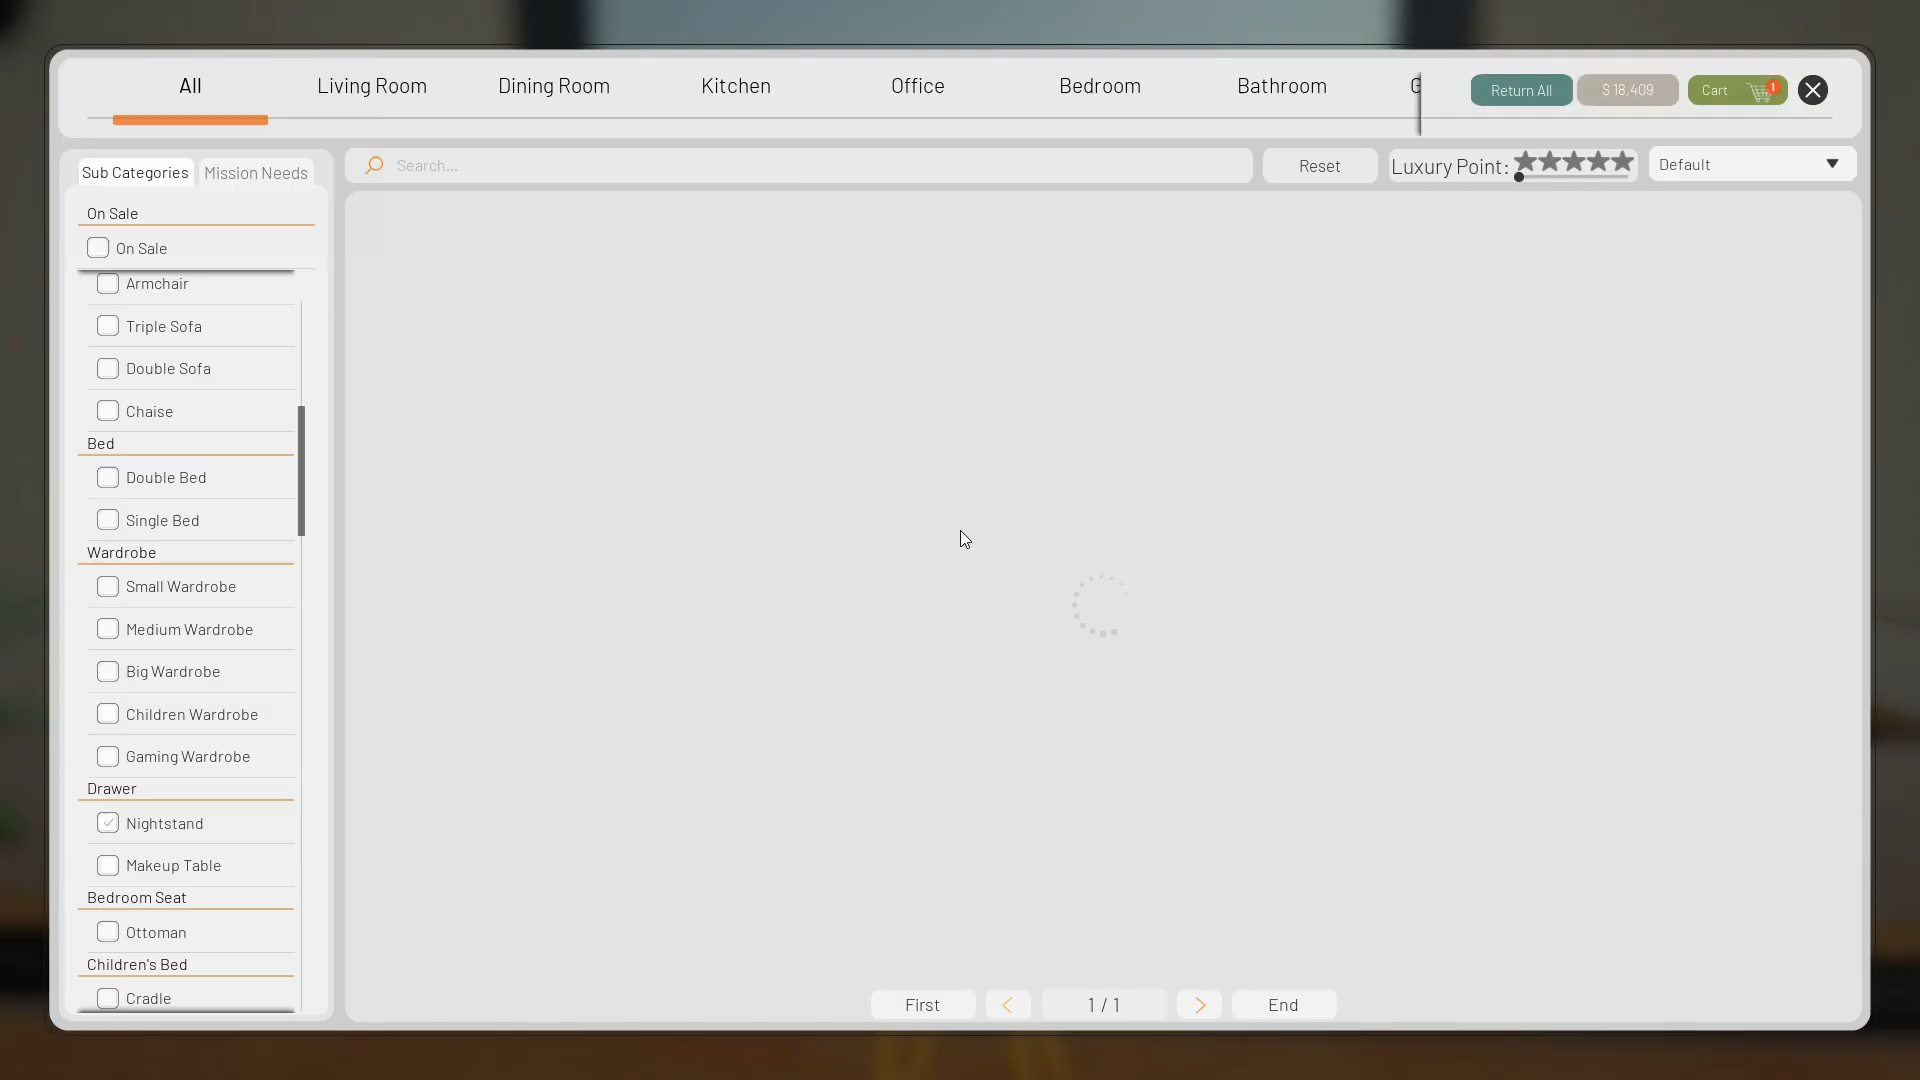 All
Living Room
Dining Room
Kitchen
Office
Bedroom
Bathroom
Return All
$ 18,409
Cart
1
Sub Categories
Mission Needs
Search...
Reset
Luxury Point:
Default
On Sale
On Sale
Armchair
Triple Sofa
Double Sofa
Chaise
Bed
Double Bed
Single Bed
Wardrobe
Small Wardrobe
Medium Wardrobe
Big Wardrobe
Children Wardrobe
Gaming Wardrobe
Drawer
Nightstand
Makeup Table
Bedroom Seat
Ottoman
Children's Bed
Cradle
First
<
1 / 1
>
End